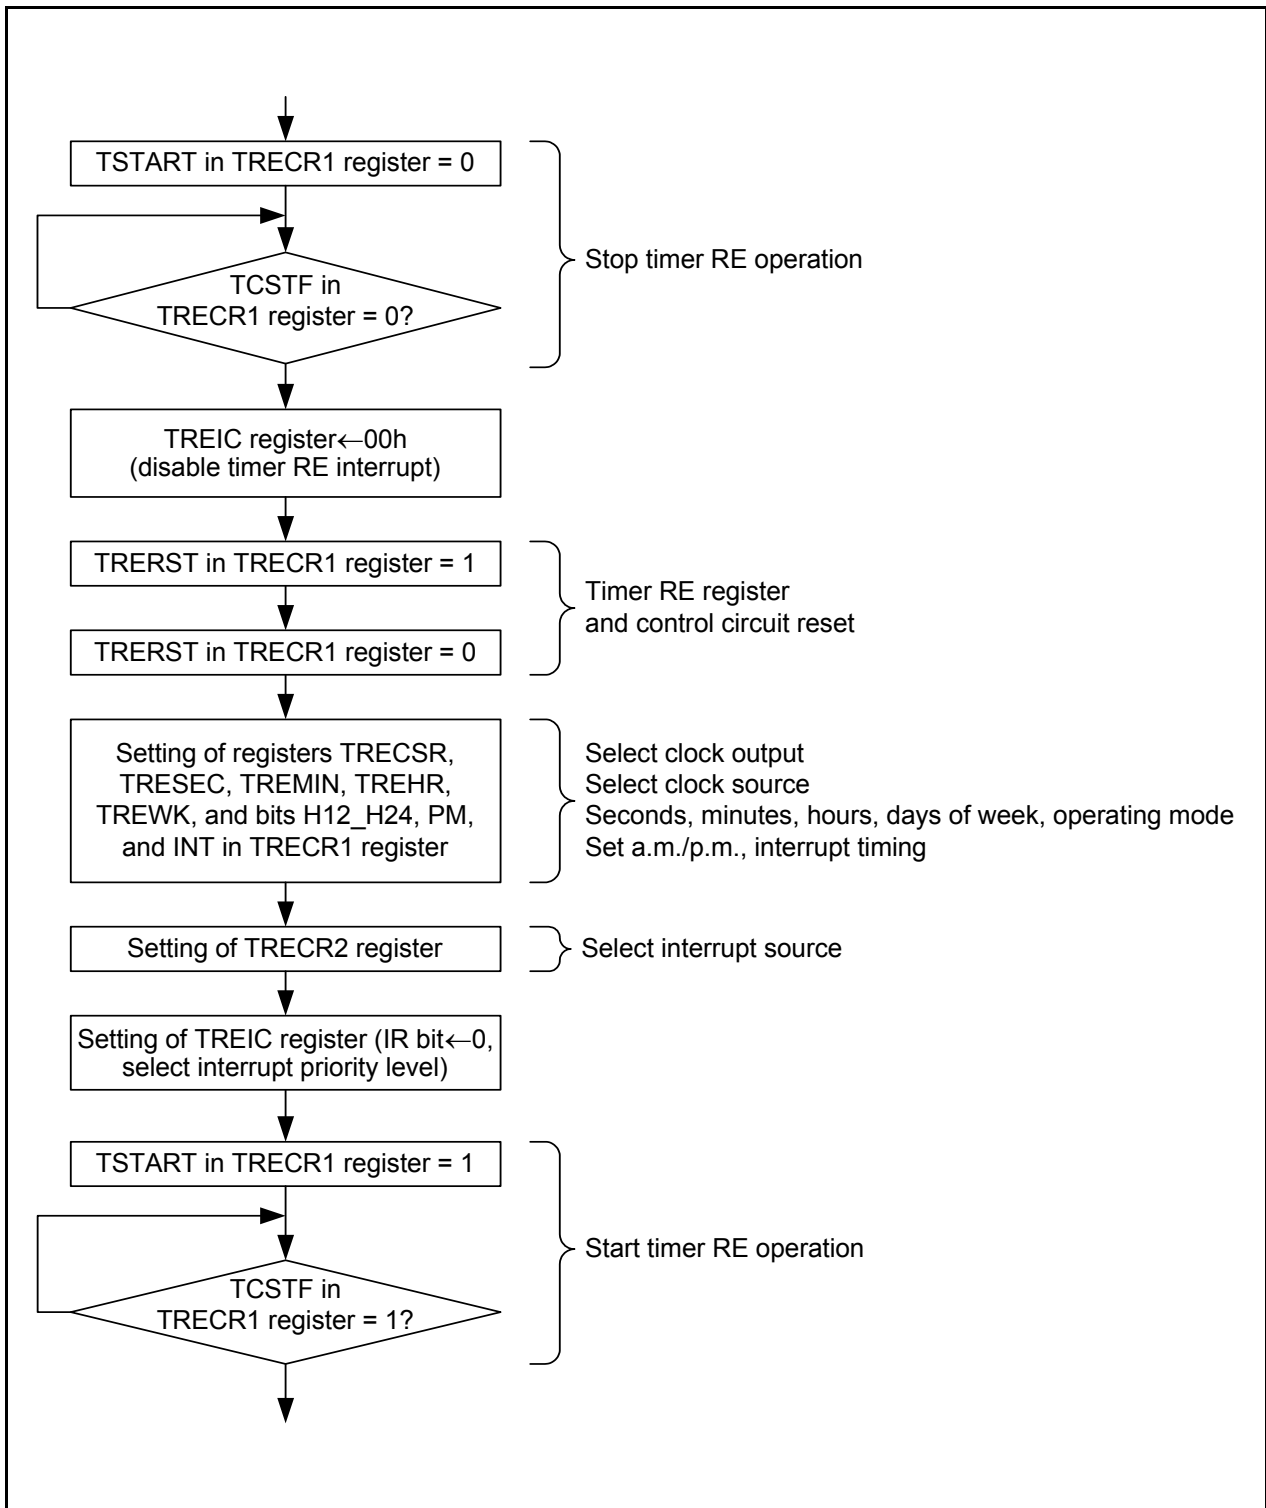 TSTART in TRECR1 register = 0
TCSTF in
TRECR1 register = 0?
Stop timer RE operation
TREIC register←00h
(disable timer RE interrupt)
TRERST in TRECR1 register = 1
TRERST in TRECR1 register = 0
Timer RE register
and control circuit reset
Setting of registers TRECSR,
TRESEC, TREMIN, TREHR,
TREWK, and bits H12_H24, PM,
and INT in TRECR1 register
Select clock output
Select clock source
Seconds, minutes, hours, days of week, operating mode
Set a.m./p.m., interrupt timing
Setting of TRECR2 register
Select interrupt source
Setting of TREIC register (IR bit←0,
select interrupt priority level)
TSTART in TRECR1 register = 1
TCSTF in
TRECR1 register = 1?
Start timer RE operation